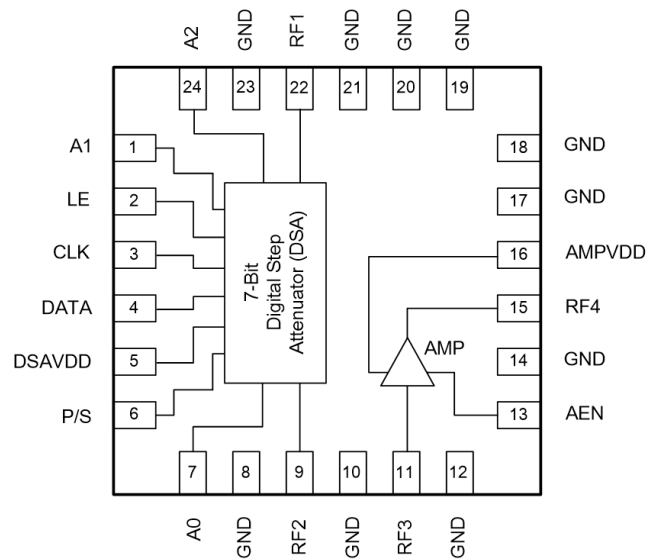 A2
GND
RF1
GND
GND
GND
24
23
22
21
20
19
A1
1
LE
2
CLK
3
DATA
4
DSAVDD
5
P/S
6
7-Bit
Digital Step
Attenuator (DSA)
AMP
18
GND
17
GND
16
AMPVDD
15
RF4
14
GND
13
AEN
7
8
9
10
11
12
A0
GND
RF2
GND
RF3
GND